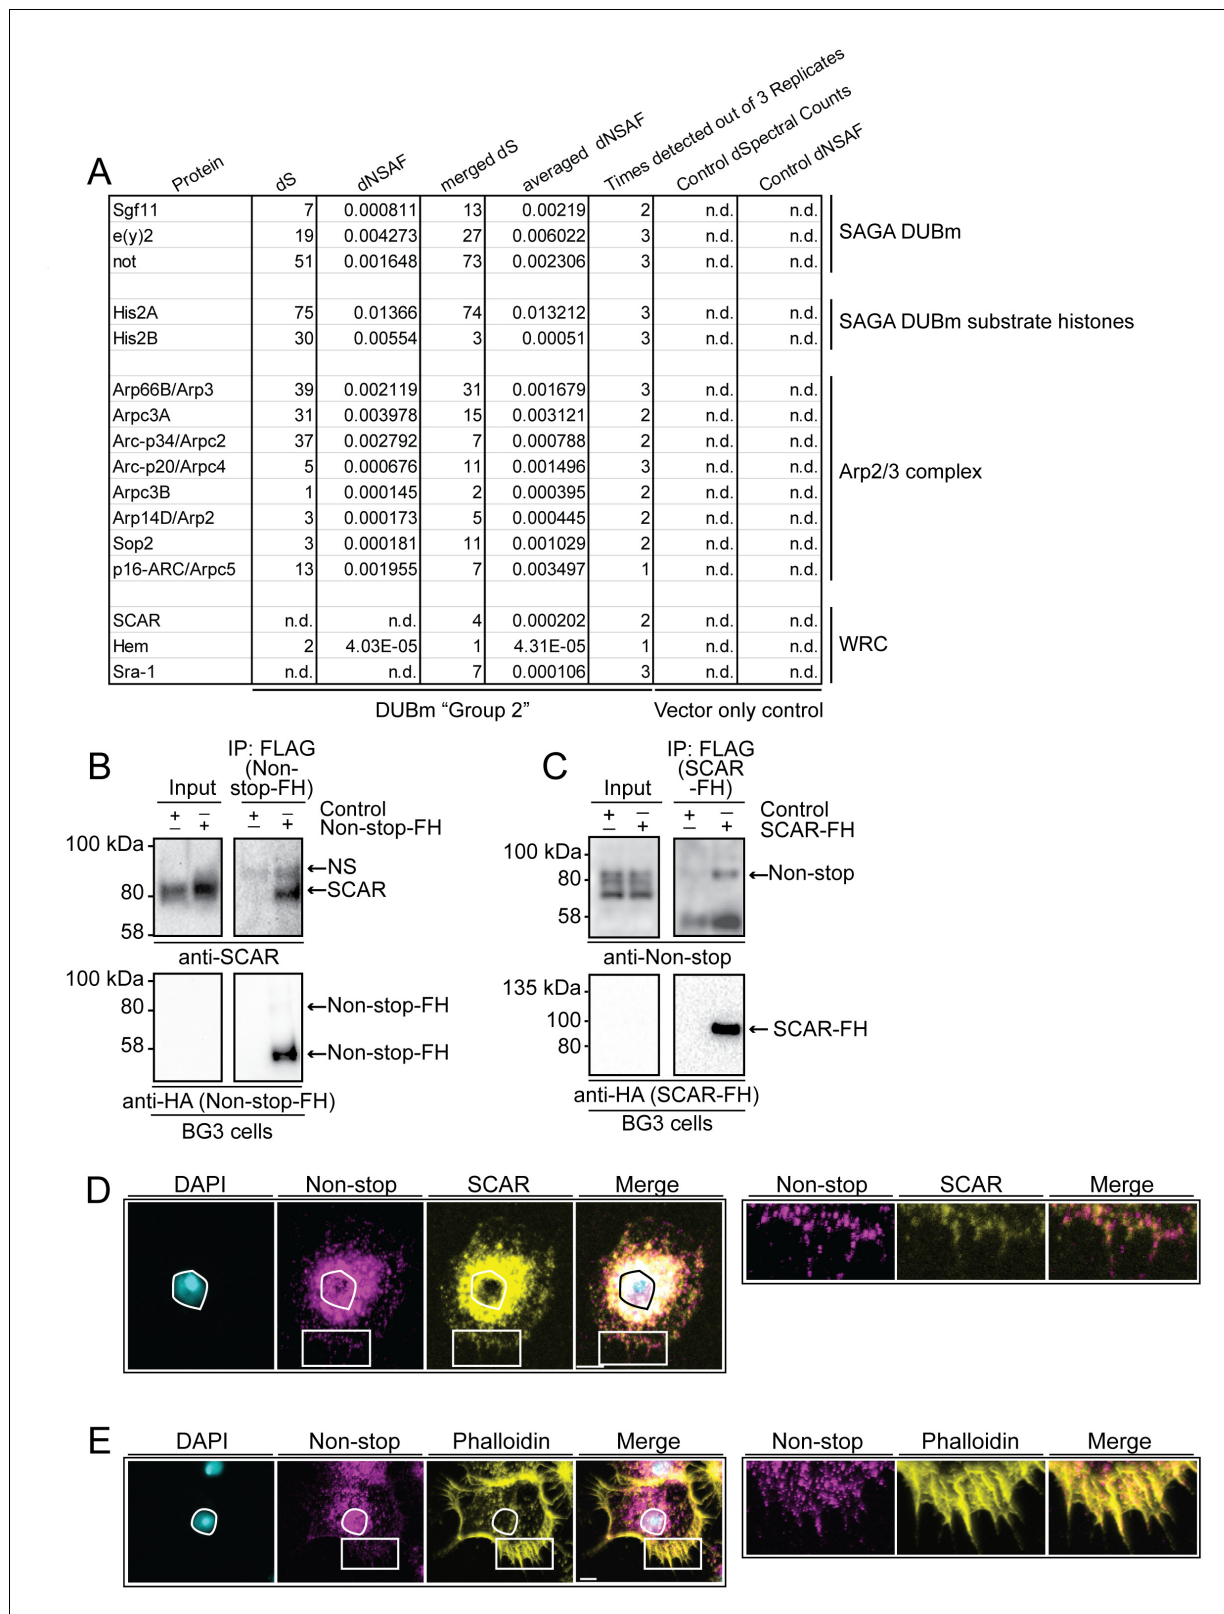 A
Protein dS dNSAF merged dS averaged dNSAF Times detected out of 3 Replicates Control dSpectral Counts Control dNSAF
Sgf11 7 0.000811 13 0.00219 2 n.d. n.d.
e(y)2 19 0.004273 27 0.006022 3 n.d. n.d.
not 51 0.001648 73 0.002306 3 n.d. n.d.
SAGA DUBm
His2A 75 0.01366 74 0.013212 3 n.d. n.d.
His2B 30 0.00554 3 0.00051 3 n.d. n.d.
SAGA DUBm substrate histones
Arp66B/Arp3 39 0.002119 31 0.001679 3 n.d. n.d.
Arpc3A 31 0.003978 15 0.003121 2 n.d. n.d.
Arc-p34/Arpc2 37 0.002792 7 0.000788 2 n.d. n.d.
Arc-p20/Arpc4 5 0.000676 11 0.001496 3 n.d. n.d.
Arpc3B 1 0.000145 2 0.000395 2 n.d. n.d.
Arp14D/Arp2 3 0.000173 5 0.000445 2 n.d. n.d.
Sop2 3 0.000181 11 0.001029 2 n.d. n.d.
p16-ARC/Arpc5 13 0.001955 7 0.003497 1 n.d. n.d.
Arp2/3 complex
SCAR n.d. n.d. 4 0.000202 2 n.d. n.d.
Hem 2 4.03E-05 1 4.31E-05 1 n.d. n.d.
Sra-1 n.d. n.d. 7 0.000106 3 n.d. n.d.
WRC
DUBm "Group 2" Vector only control
B
Input
IP: FLAG
(Non-
stop-FH)
+ – + – Control
– + – + Non-stop-FH
100 kDa
80
58
←NS
←SCAR
anti-SCAR
100 kDa
80
58
←Non-stop-FH
←Non-stop-FH
anti-HA (Non-stop-FH)
BG3 cells
C
Input
IP: FLAG
(SCAR
-FH)
+ – + – Control
– + – + SCAR-FH
100 kDa
80
58
←Non-stop
anti-Non-stop
135 kDa
100
80
← SCAR-FH
anti-HA (SCAR-FH)
BG3 cells
D
DAPI Non-stop SCAR Merge Non-stop SCAR Merge
E
DAPI Non-stop Phalloidin Merge Non-stop Phalloidin Merge